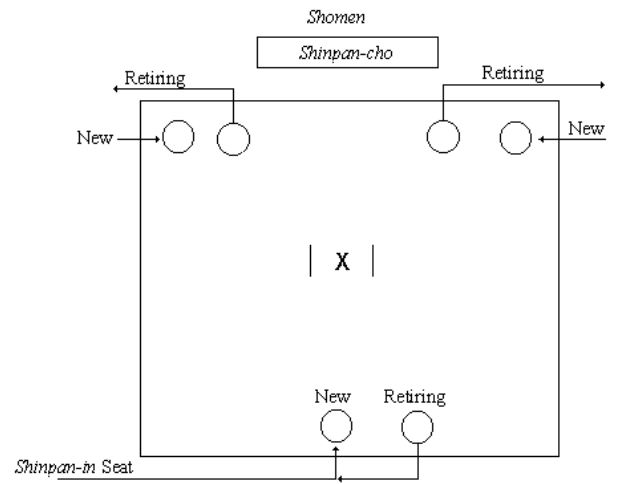 Shomen
Shinpan-cho
Retiring
Retiring
New
New
X
New
Retiring
Shinpan-in Seat